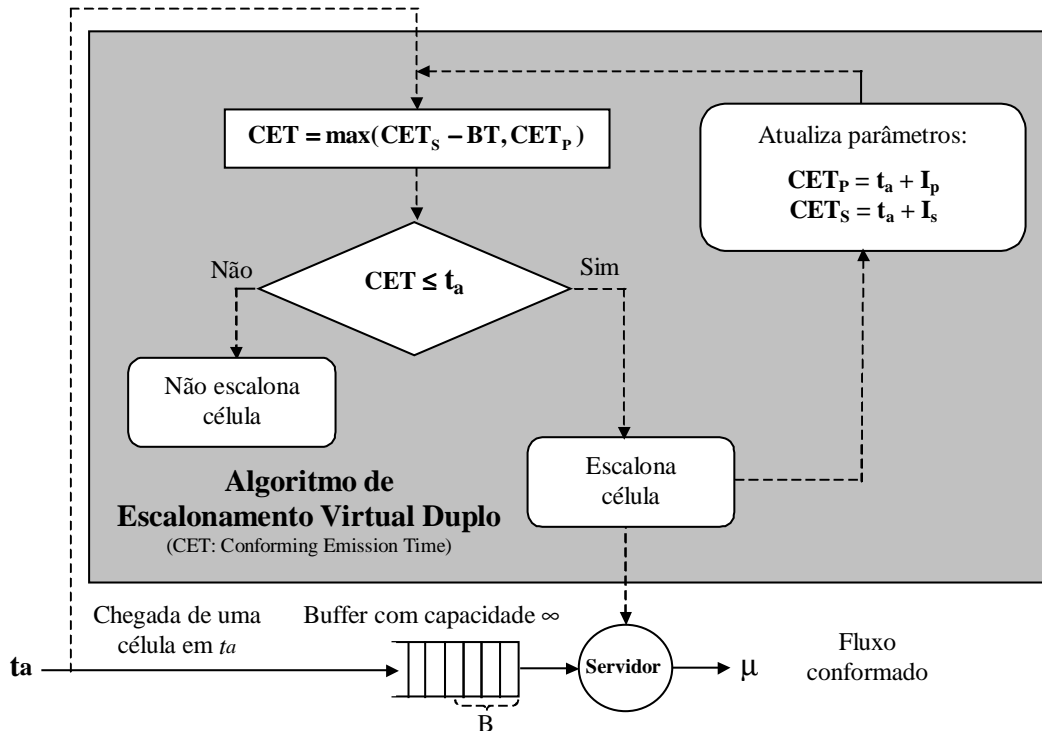 CET = max(CET_S – BT, CET_P )
Atualiza parâmetros:
CET_P = t_a + I_p
CET_S = t_a + I_s
Não
CET ≤ t_a
Sim
Não escalona
célula
Escalona
célula
Algoritmo de
Escalonamento Virtual Duplo
(CET: Conforming Emission Time)
Chegada de uma
célula em ta
Buffer com capacidade ∞
Fluxo
conformado
ta
Servidor
μ
B